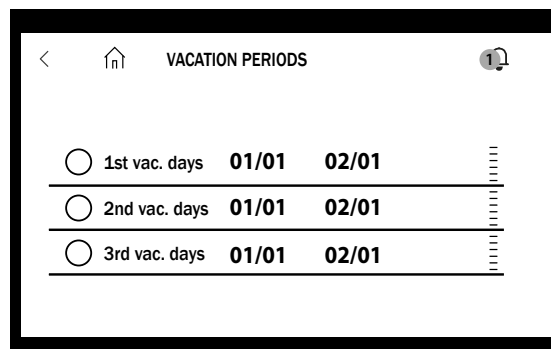 VACATION PERIODS 1
1st vac. days 01/01 02/01
2nd vac. days 01/01 02/01
3rd vac. days 01/01 02/01